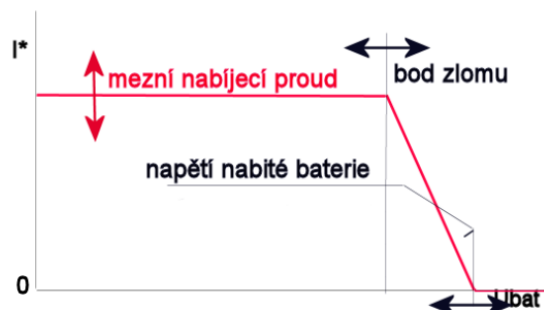 I*
mezní nabíjecí proud
bod zlomu
napětí nabité baterie
0
Ubat